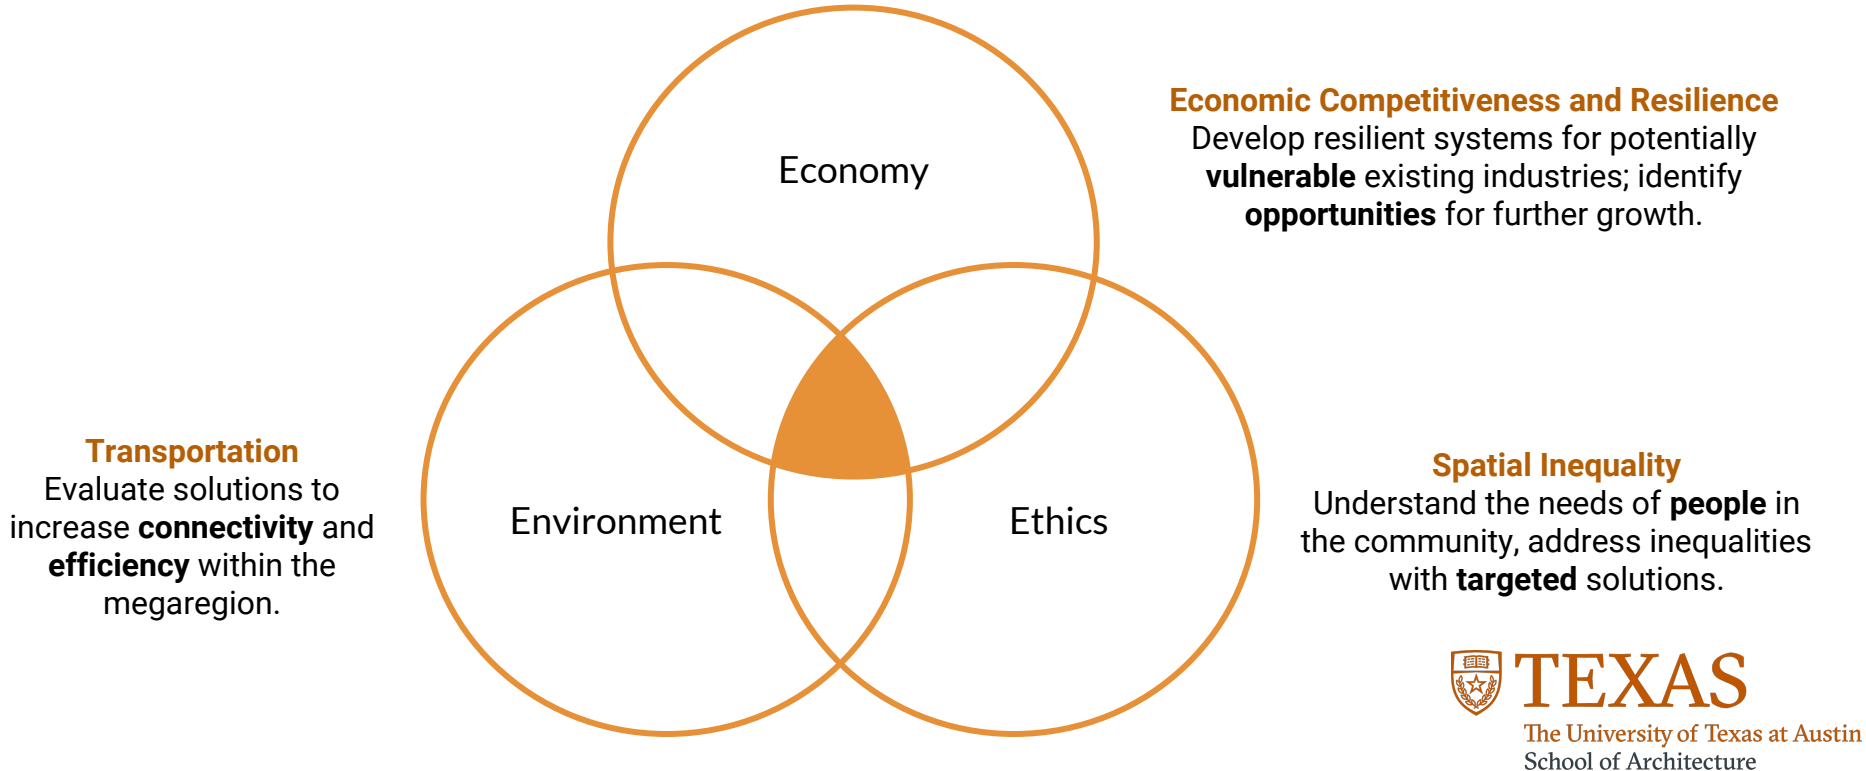 Economy
Economic Competitiveness and Resilience
Develop resilient systems for potentially
vulnerable existing industries; identify
opportunities for further growth.
Transportation
Evaluate solutions to
increase connectivity and
efficiency within the
megaregion.
Environment
Ethics
Spatial Inequality
Understand the needs of people in
the community, address inequalities
with targeted solutions.
TEXAS
The University of Texas at Austin
School of Architecture